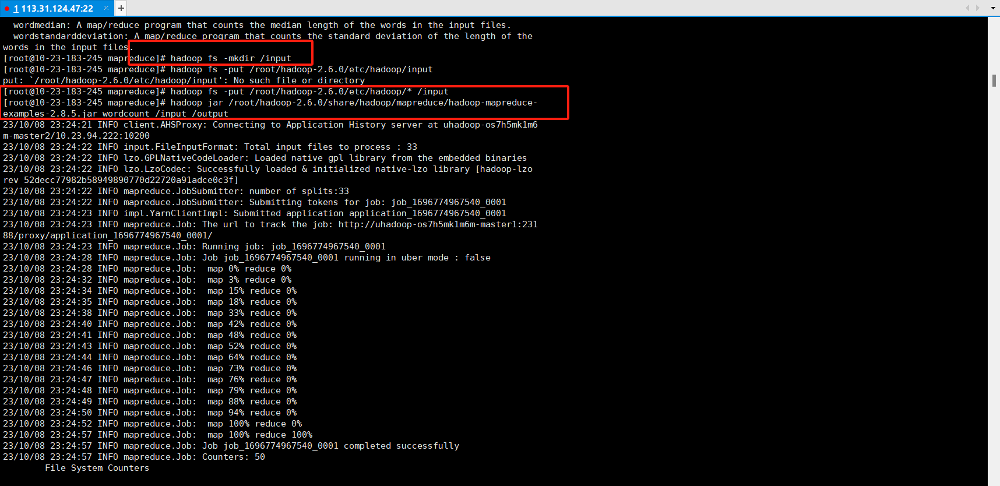 1 113.31.124.47:22 × +
wordmedian: A map/reduce program that counts the median length of the words in the input files.
wordstandarddeviation: A map/reduce program that counts the standard deviation of the length of the
words in the input files.
[root@10-23-183-245 mapreduce]# hadoop fs -mkdir /input
[root@10-23-183-245 mapreduce]# hadoop fs -put /root/hadoop-2.6.0/etc/hadoop/input
put: `/root/hadoop-2.6.0/etc/hadoop/input': No such file or directory
[root@10-23-183-245 mapreduce]# hadoop fs -put /root/hadoop-2.6.0/etc/hadoop/* /input
[root@10-23-183-245 mapreduce]# hadoop jar /root/hadoop-2.6.0/share/hadoop/mapreduce/hadoop-mapreduce-
examples-2.8.5.jar wordcount /input /output
23/10/08 23:24:21 INFO client.AHSProxy: Connecting to Application History server at uhadoop-os7h5mk1m6
m-master2/10.23.94.222:10200
23/10/08 23:24:22 INFO input.FileInputFormat: Total input files to process : 33
23/10/08 23:24:22 INFO lzo.GPLNativeCodeLoader: Loaded native gpl library from the embedded binaries
23/10/08 23:24:22 INFO lzo.LzoCodec: Successfully loaded & initialized native-lzo library [hadoop-lzo
rev 52decc77982b58949890770d22720a91adce0c3f]
23/10/08 23:24:22 INFO mapreduce.JobSubmitter: number of splits:33
23/10/08 23:24:22 INFO mapreduce.JobSubmitter: Submitting tokens for job: job_1696774967540_0001
23/10/08 23:24:23 INFO impl.YarnClientImpl: Submitted application application_1696774967540_0001
23/10/08 23:24:23 INFO mapreduce.Job: The url to track the job: http://uhadoop-os7h5mk1m6m-master1:231
88/proxy/application_1696774967540_0001/
23/10/08 23:24:23 INFO mapreduce.Job: Running job: job_1696774967540_0001
23/10/08 23:24:28 INFO mapreduce.Job: Job job_1696774967540_0001 running in uber mode : false
23/10/08 23:24:28 INFO mapreduce.Job:  map 0% reduce 0%
23/10/08 23:24:32 INFO mapreduce.Job:  map 3% reduce 0%
23/10/08 23:24:34 INFO mapreduce.Job:  map 15% reduce 0%
23/10/08 23:24:35 INFO mapreduce.Job:  map 18% reduce 0%
23/10/08 23:24:38 INFO mapreduce.Job:  map 33% reduce 0%
23/10/08 23:24:40 INFO mapreduce.Job:  map 42% reduce 0%
23/10/08 23:24:41 INFO mapreduce.Job:  map 48% reduce 0%
23/10/08 23:24:43 INFO mapreduce.Job:  map 52% reduce 0%
23/10/08 23:24:44 INFO mapreduce.Job:  map 64% reduce 0%
23/10/08 23:24:46 INFO mapreduce.Job:  map 73% reduce 0%
23/10/08 23:24:47 INFO mapreduce.Job:  map 76% reduce 0%
23/10/08 23:24:48 INFO mapreduce.Job:  map 79% reduce 0%
23/10/08 23:24:49 INFO mapreduce.Job:  map 88% reduce 0%
23/10/08 23:24:50 INFO mapreduce.Job:  map 94% reduce 0%
23/10/08 23:24:52 INFO mapreduce.Job:  map 100% reduce 0%
23/10/08 23:24:57 INFO mapreduce.Job:  map 100% reduce 100%
23/10/08 23:24:57 INFO mapreduce.Job: Job job_1696774967540_0001 completed successfully
23/10/08 23:24:57 INFO mapreduce.Job: Counters: 50
File System Counters